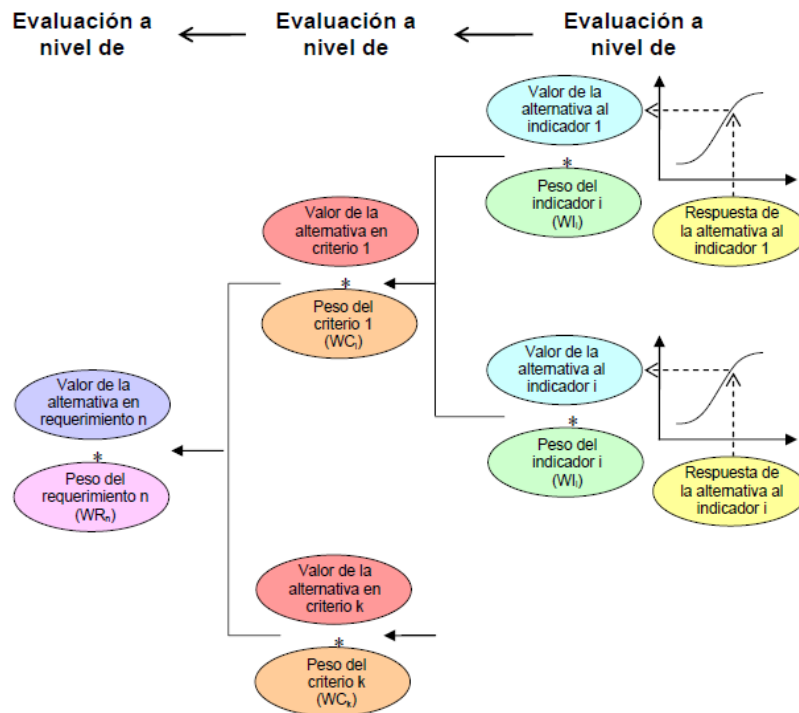 Evaluación a
nivel de
Evaluación a
nivel de
Evaluación a
nivel de
Valor de la
alternativa al
indicador 1
*
Peso del
indicador i
(WIᵢ)
Respuesta de
la alternativa al
indicador 1
Valor de la
alternativa en
criterio 1
*
Peso del
criterio 1
(WCᵢ)
Valor de la
alternativa al
indicador i
*
Peso del
indicador i
(WIᵢ)
Respuesta de
la alternativa al
indicador i
Valor de la
alternativa en
requerimiento n
*
Peso del
requerimiento n
(WRₙ)
Valor de la
alternativa en
criterio k
*
Peso del
criterio k
(WCₖ)